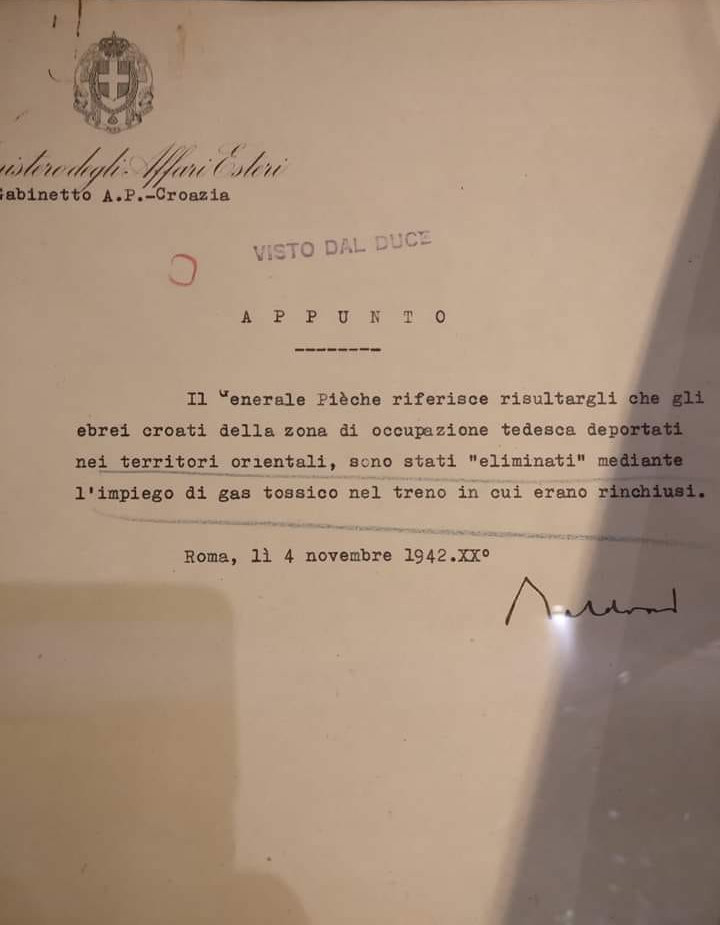 nistero degli Affari Esteri
Gabinetto A.P.-Croazia
VISTO DAL DUCE
A P P U N T O
--------
Il Generale Pièche riferisce risultargli che gli
ebrei croati della zona di occupazione tedesca deportati
nei territori orientali, sono stati "eliminati" mediante
l'impiego di gas tossico nel treno in cui erano rinchiusi.
Roma, lì 4 novembre 1942.XX°